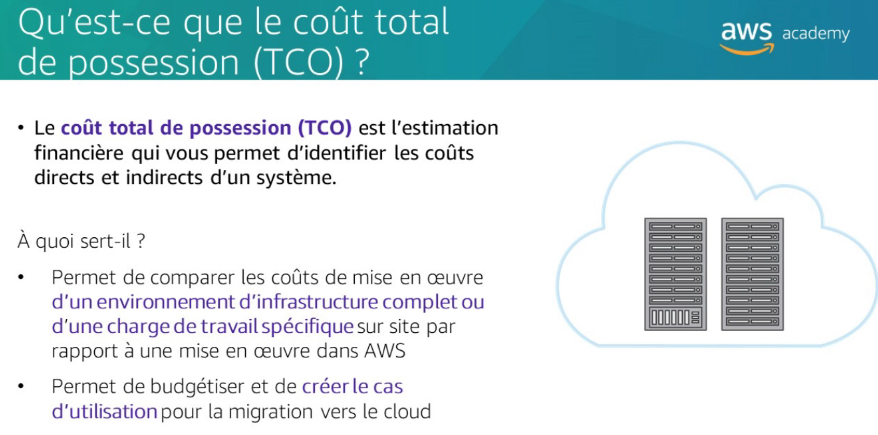 Qu’est-ce que le coût total
de possession (TCO) ?
aws academy
• Le coût total de possession (TCO) est l’estimation
financière qui vous permet d’identifier les coûts
directs et indirects d’un système.
À quoi sert-il ?
• Permet de comparer les coûts de mise en œuvre
d’un environnement d’infrastructure complet ou
d’une charge de travail spécifique sur site par
rapport à une mise en œuvre dans AWS
• Permet de budgétiser et de créer le cas
d’utilisation pour la migration vers le cloud